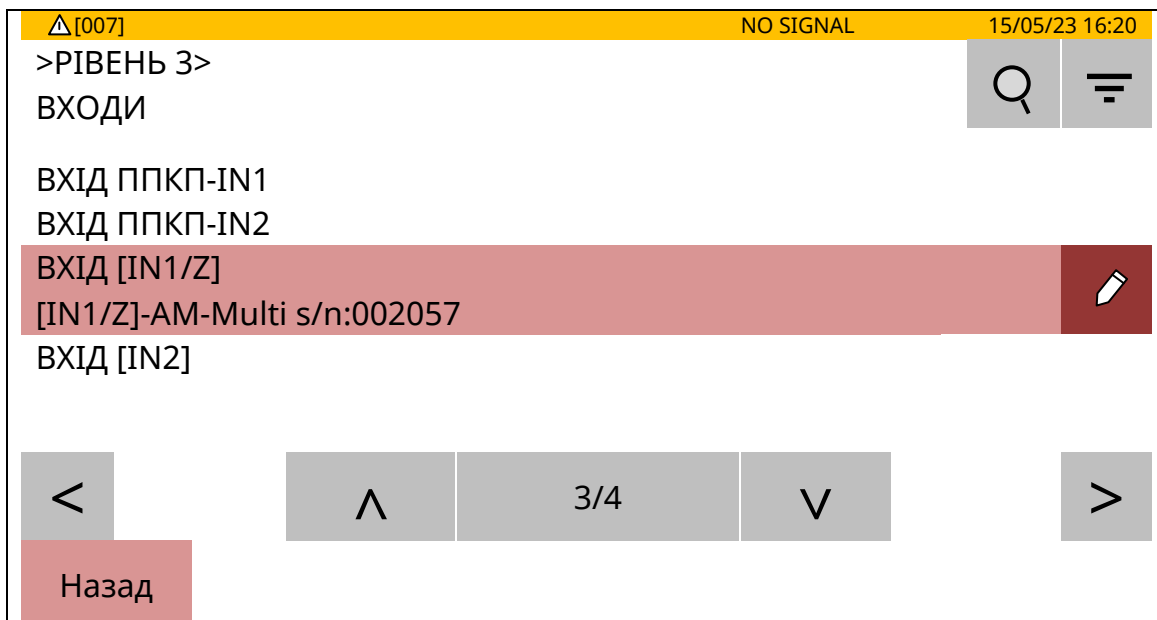 [007] NO SIGNAL 15/05/23 16:20
>РІВЕНЬ 3>
ВХОДИ
ВХІД ППКП-IN1
ВХІД ППКП-IN2
ВХІД [IN1/Z]
[IN1/Z]-AM-Multi s/n:002057
ВХІД [IN2]
< ᐱ 3/4 ᐯ >
Назад